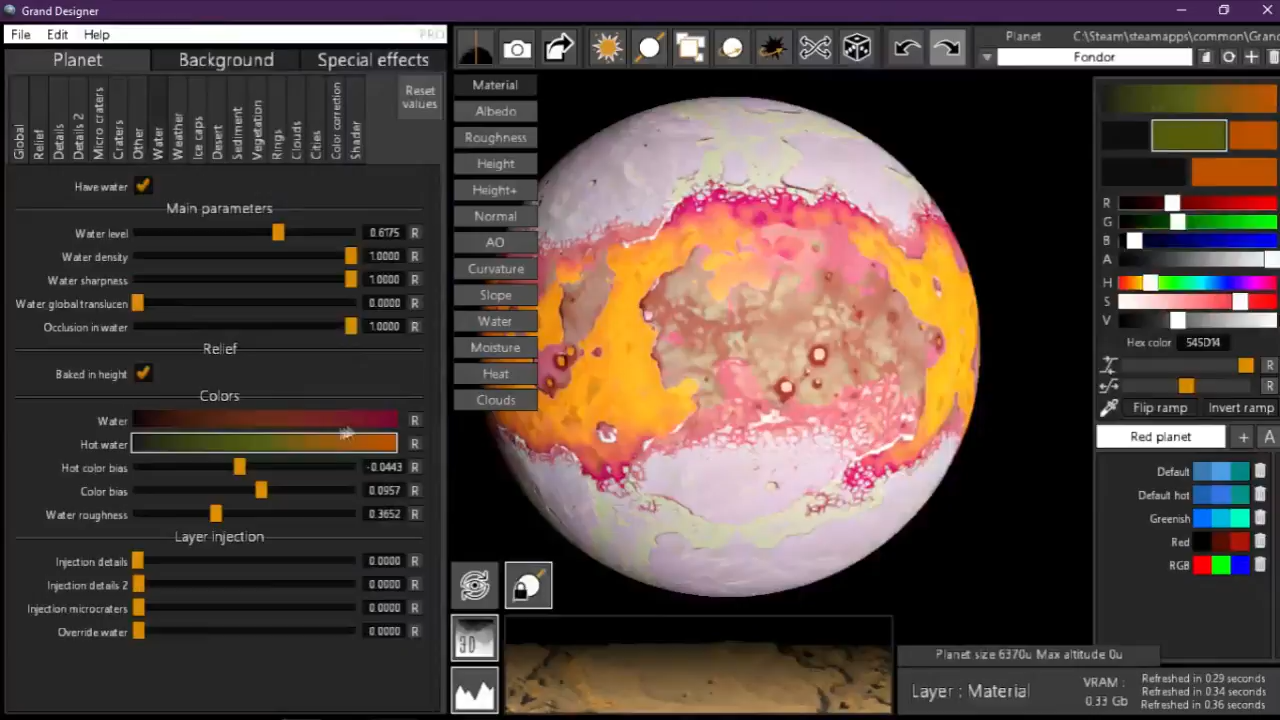 Grand Designer
File Edit Help
PRO
Planet Background Special effects
Global
Relief
Details
Details 2
Micro craters
Craters
Other
Water
Weather
Ice caps
Desert
Sediment
Vegetation
Rings
Clouds
Cities
Color correction
Shader
Reset
values
Have water
Main parameters
Water level 0.6175 R
Water density 1.0000 R
Water sharpness 1.0000 R
Water global translucen 0.0000 R
Occlusion in water 1.0000 R
Relief
Baked in height
Colors
Water R
Hot water R
Hot color bias -0.0443 R
Color bias 0.0957 R
Water roughness 0.3652 R
Layer injection
Injection details 0.0000 R
Injection details 2 0.0000 R
Injection microcraters 0.0000 R
Override water 0.0000 R
Material
Albedo
Roughness
Height
Height+
Normal
AO
Curvature
Slope
Water
Moisture
Heat
Clouds
3D
Planet C:\Steam\steamapps\common\Grand
Fondor
R
G
B
A
H
S
V
Hex color 545D14
R
R
Flip ramp Invert ramp
Red planet + A
Default
Default hot
Greenish
Red
RGB
Planet size 6370u Max altitude 0u
Layer : Material
VRAM :
0.33 Gb
Refreshed in 0.29 seconds
Refreshed in 0.34 seconds
Refreshed in 0.36 seconds